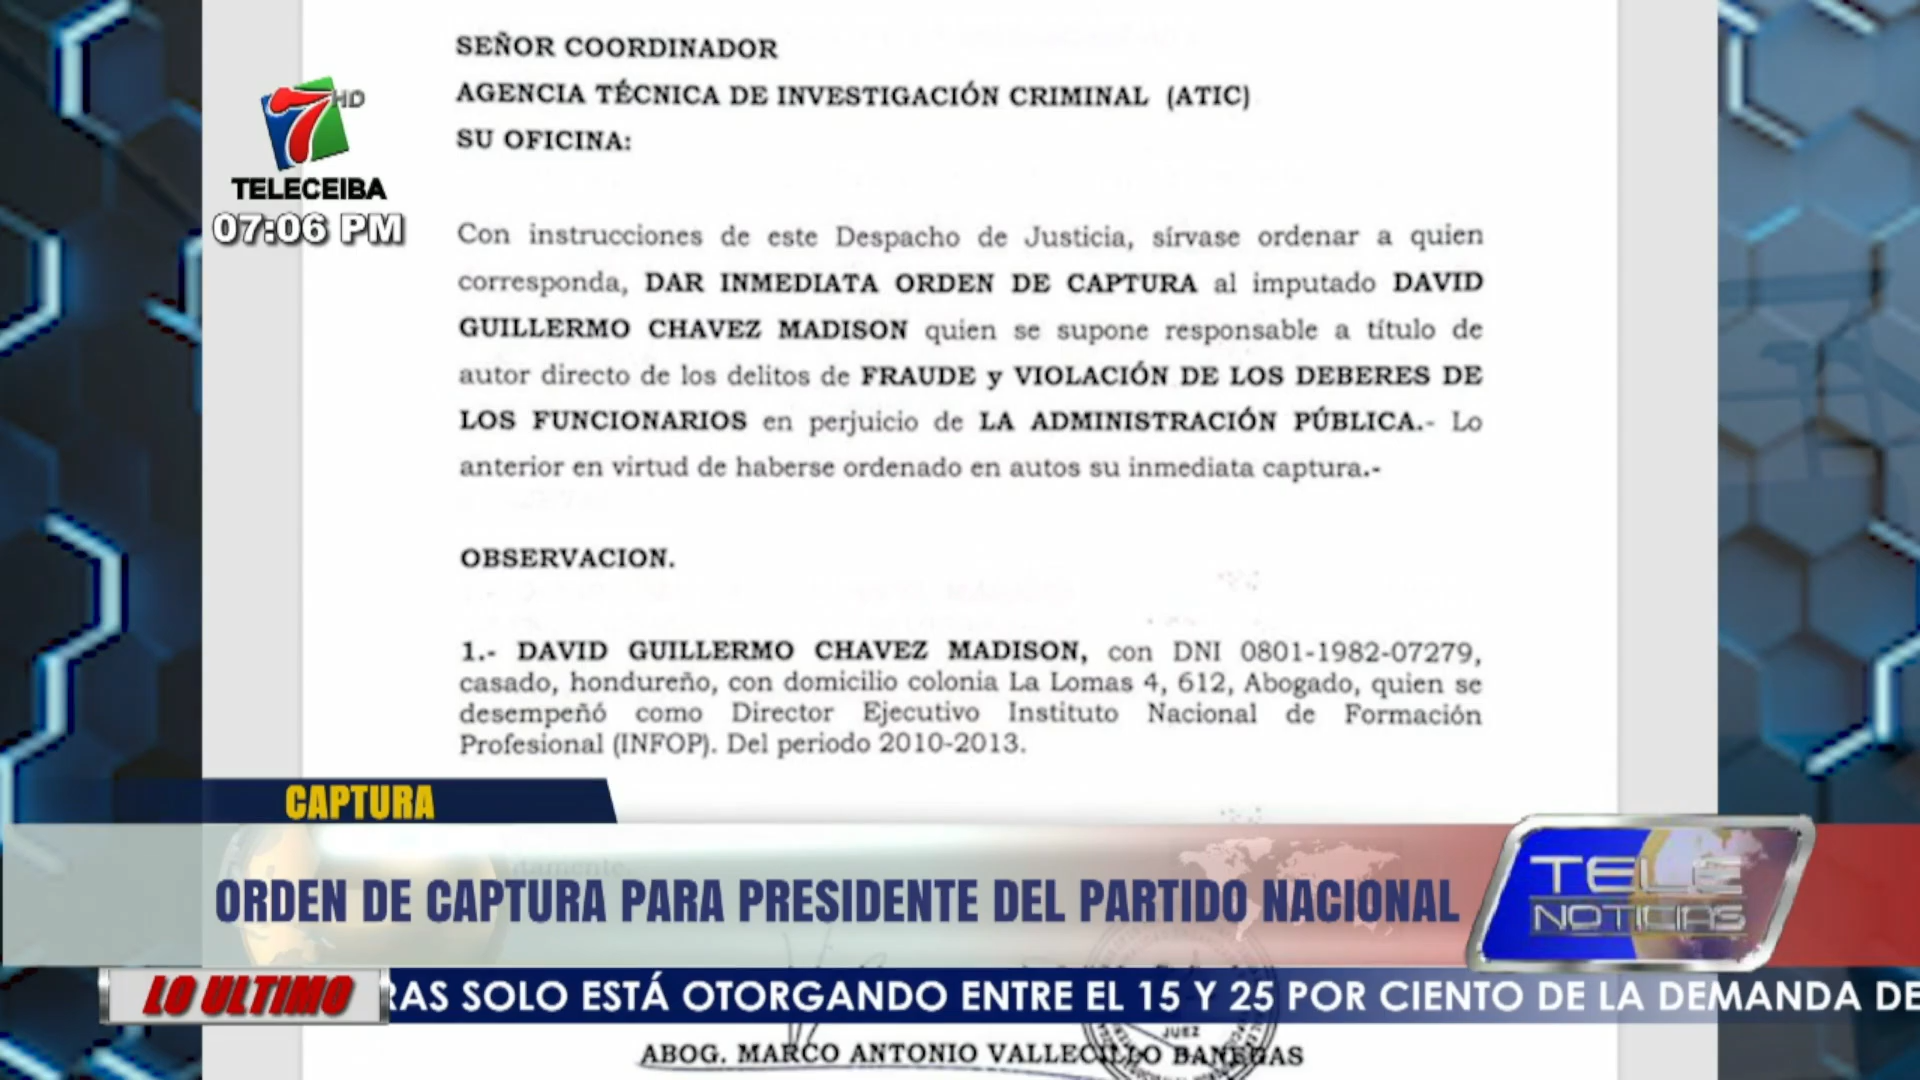 SEÑOR COORDINADOR
AGENCIA TÉCNICA DE INVESTIGACIÓN CRIMINAL (ATIC)
SU OFICINA:
7 HD
TELECEIBA
07:06 PM
Con instrucciones de este Despacho de Justicia, sírvase ordenar a quien
corresponda, DAR INMEDIATA ORDEN DE CAPTURA al imputado DAVID
GUILLERMO CHAVEZ MADISON quien se supone responsable a título de
autor directo de los delitos de FRAUDE y VIOLACIÓN DE LOS DEBERES DE
LOS FUNCIONARIOS en perjuicio de LA ADMINISTRACIÓN PÚBLICA.- Lo
anterior en virtud de haberse ordenado en autos su inmediata captura.-
OBSERVACION.
1.- DAVID GUILLERMO CHAVEZ MADISON, con DNI 0801-1982-07279,
casado, hondureño, con domicilio colonia La Lomas 4, 612, Abogado, quien se
desempeñó como Director Ejecutivo Instituto Nacional de Formación
Profesional (INFOP). Del periodo 2010-2013.
CAPTURA
ORDEN DE CAPTURA PARA PRESIDENTE DEL PARTIDO NACIONAL
TELE
NOTICIAS
LO ULTIMO
RAS SOLO ESTÁ OTORGANDO ENTRE EL 15 Y 25 POR CIENTO DE LA DEMANDA DE
JUEZ
ABOG. MARCO ANTONIO VALLECILLO BANEGAS